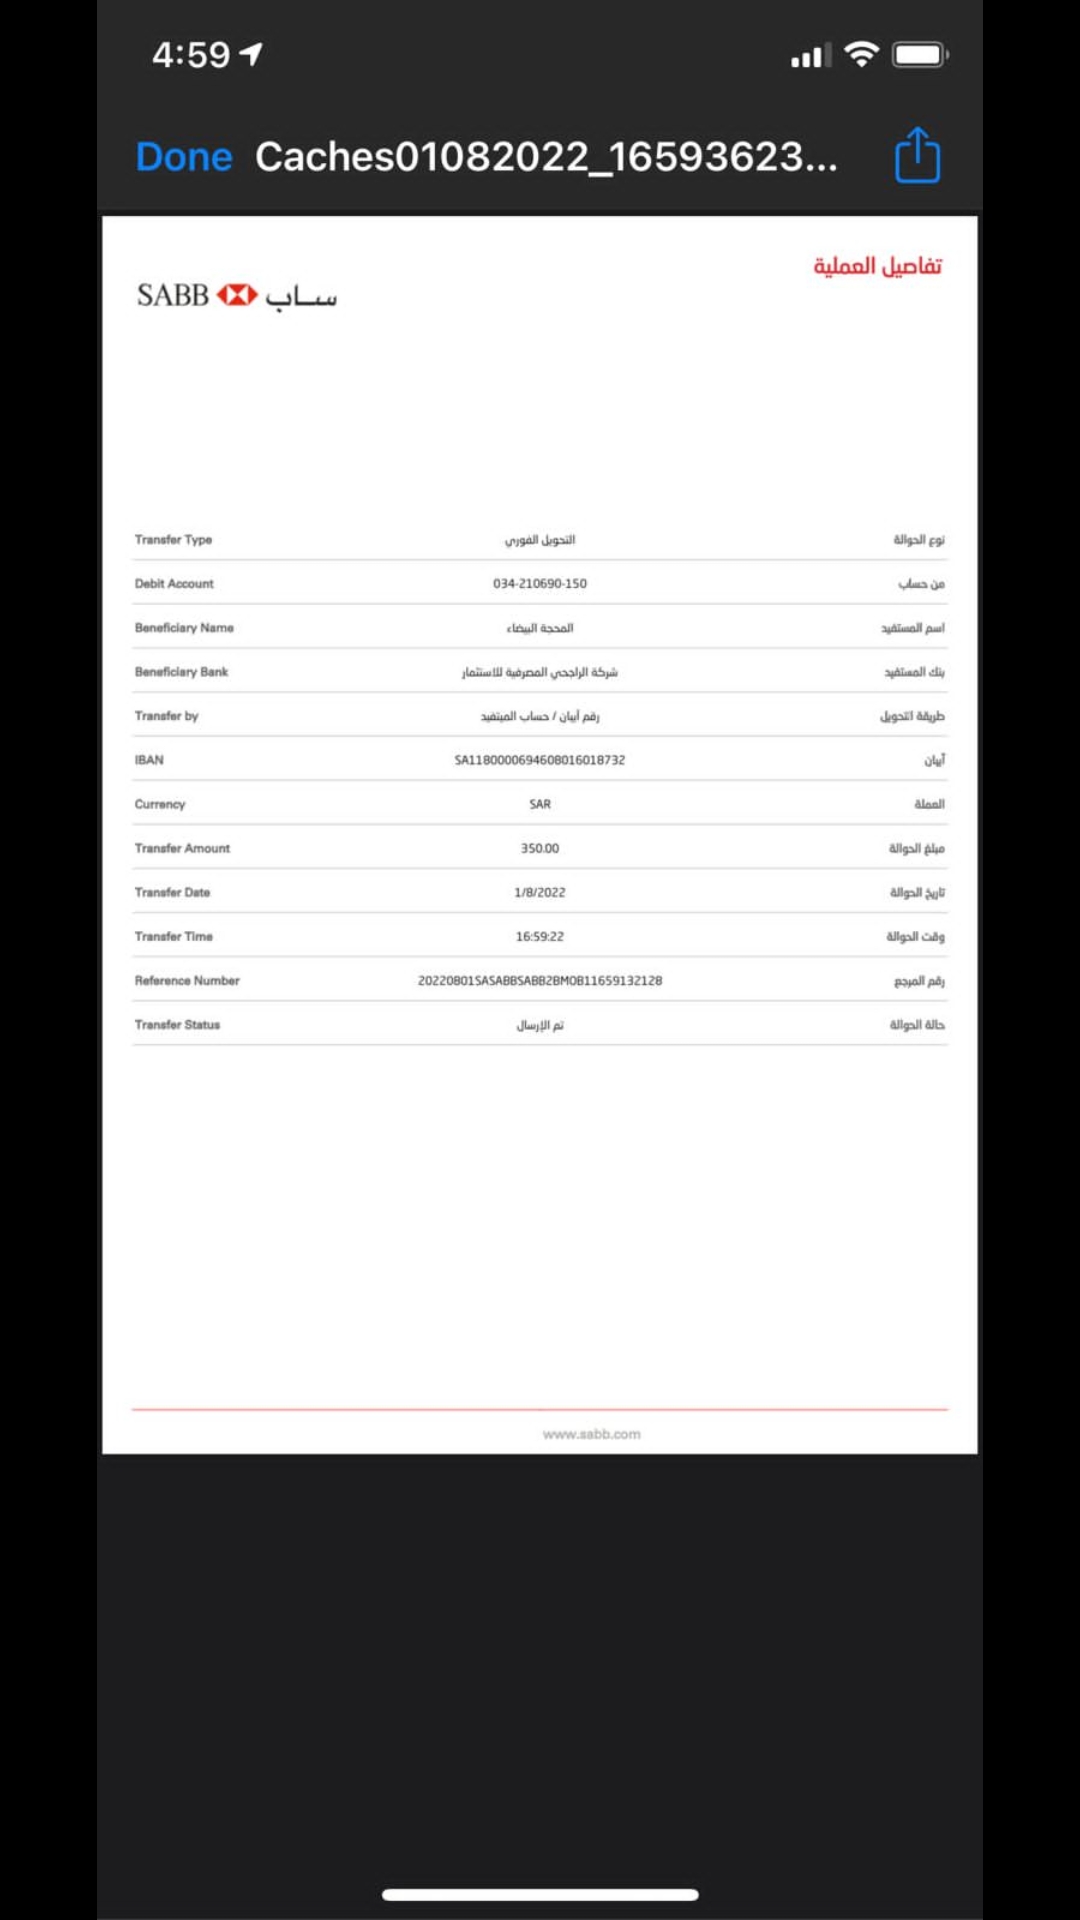 4:59
Done Caches01082022_16593623...
تفاصيل العملية
SABB ساب
Transfer Type التحويل الفوري نوع الحوالة
Debit Account 034-210690-150 من حساب
Beneficiary Name المحجة البيضاء اسم المستفيد
Beneficiary Bank شركة الراجحي المصرفية للاستثمار بنك المستفيد
Transfer by رقم آيبان / حساب المبتفيد طريقة التحويل
IBAN SA1180000694608016018732 آيبان
Currency SAR العملة
Transfer Amount 350.00 مبلغ الحوالة
Transfer Date 1/8/2022 تاريخ الحوالة
Transfer Time 16:59:22 وقت الحوالة
Reference Number 20220801SASABBSABB2BMOB11659132128 رقم المرجع
Transfer Status تم الإرسال حالة الحوالة
www.sabb.com